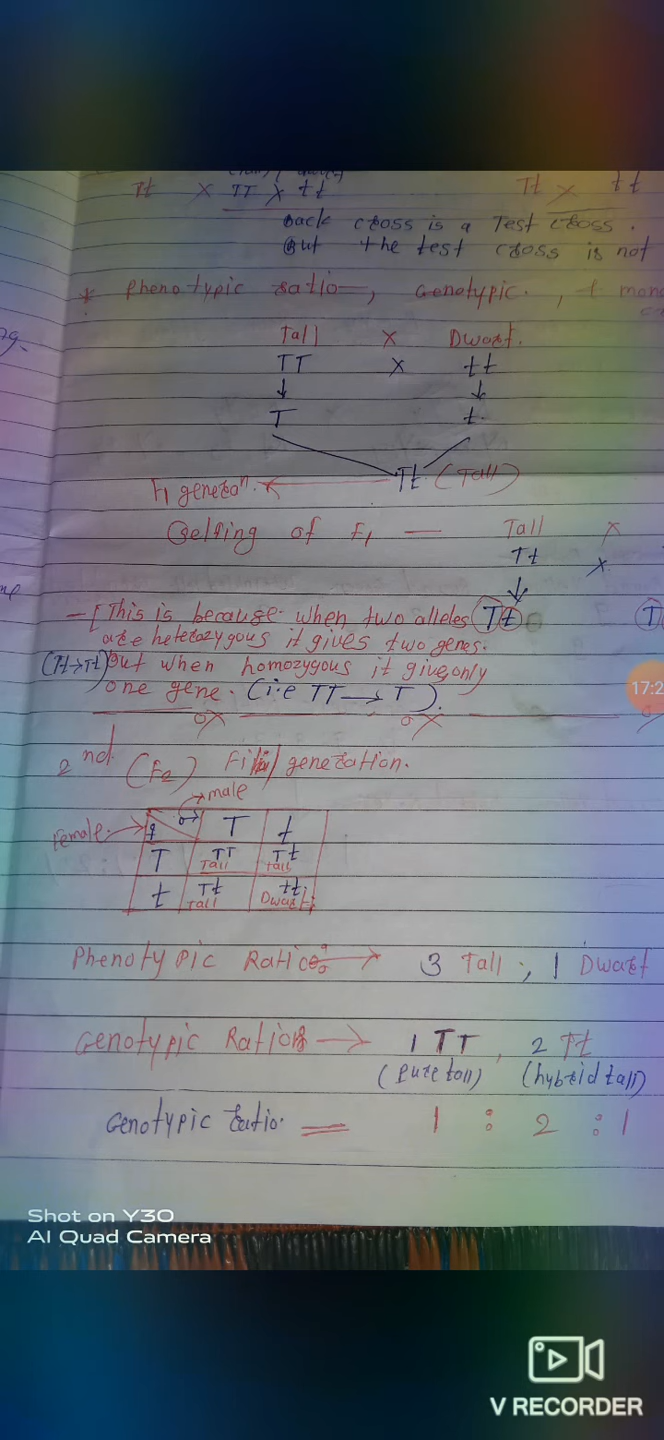 Tt X TT X tt Tt X tt
Back cross is a Test cross.
But the test cross is not
* Phenotypic ratio, Genotypic., & mono
Tall X Dwarf.
TT X tt
↓ ↓
T t
F1 generaⁿ. ← Tt (Tall)
Selfing of F1 — Tall X
Tt X
↓
— [This is because when two alleles Tt T
are heterozygous it gives two genes.
(Tt→Tt) But when homozygous it gives only
one gene. (i.e TT → T).
17:2
2nd (F2) Filial generation.
→ male
Female → ♀ ♂ T t
T TT Tall Tt Tall
t Tt Tall tt Dwarf
Phenotypic Ratio → 3 Tall ; 1 Dwarf
Genotypic Ratio → 1 TT, 2 Tt
(Pure tall) (hybrid tall)
Genotypic ratio = 1 : 2 : 1
Shot on Y30
AI Quad Camera
V RECORDER